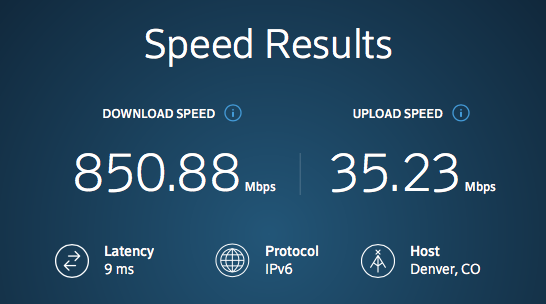 Speed Results
DOWNLOAD SPEED i
UPLOAD SPEED i
850.88 Mbps
35.23 Mbps
Latency
9 ms
Protocol
IPv6
Host
Denver, CO